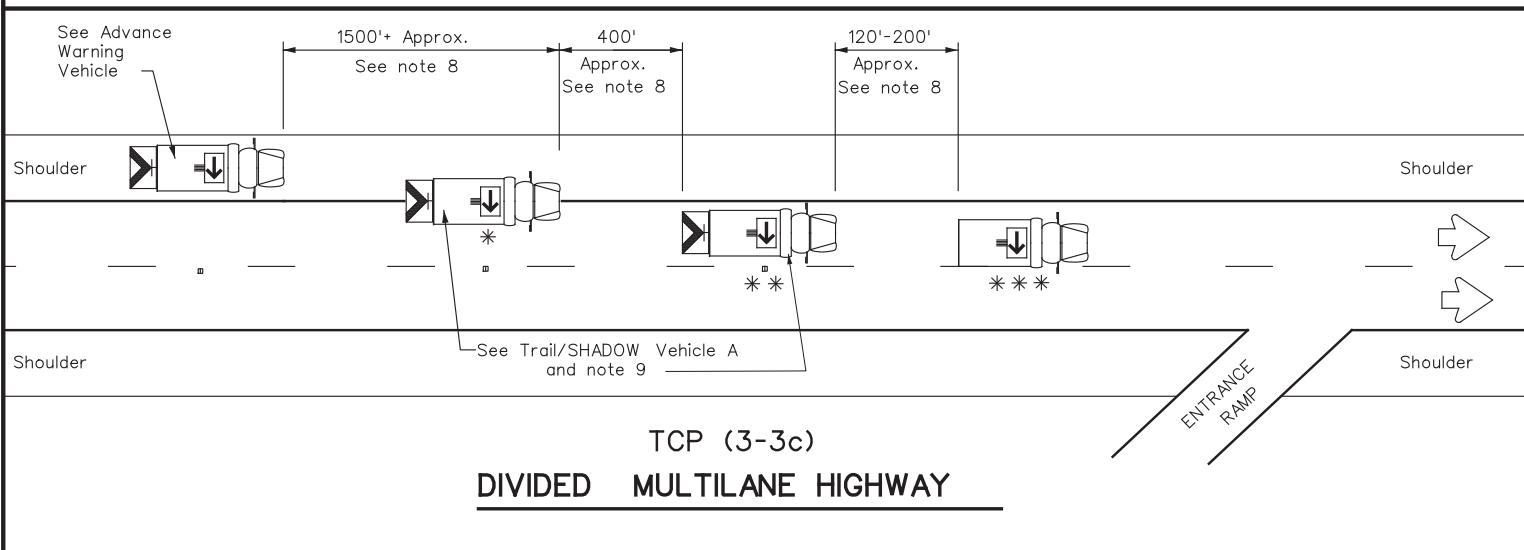 See Advance
Warning
Vehicle
1500'+ Approx.
See note 8
400'
Approx.
See note 8
120'-200'
Approx.
See note 8
Shoulder
Shoulder
*
* *
* * *
See Trail/SHADOW Vehicle A
and note 9
Shoulder
Shoulder
ENTRANCE
RAMP
TCP (3-3c)
DIVIDED MULTILANE HIGHWAY